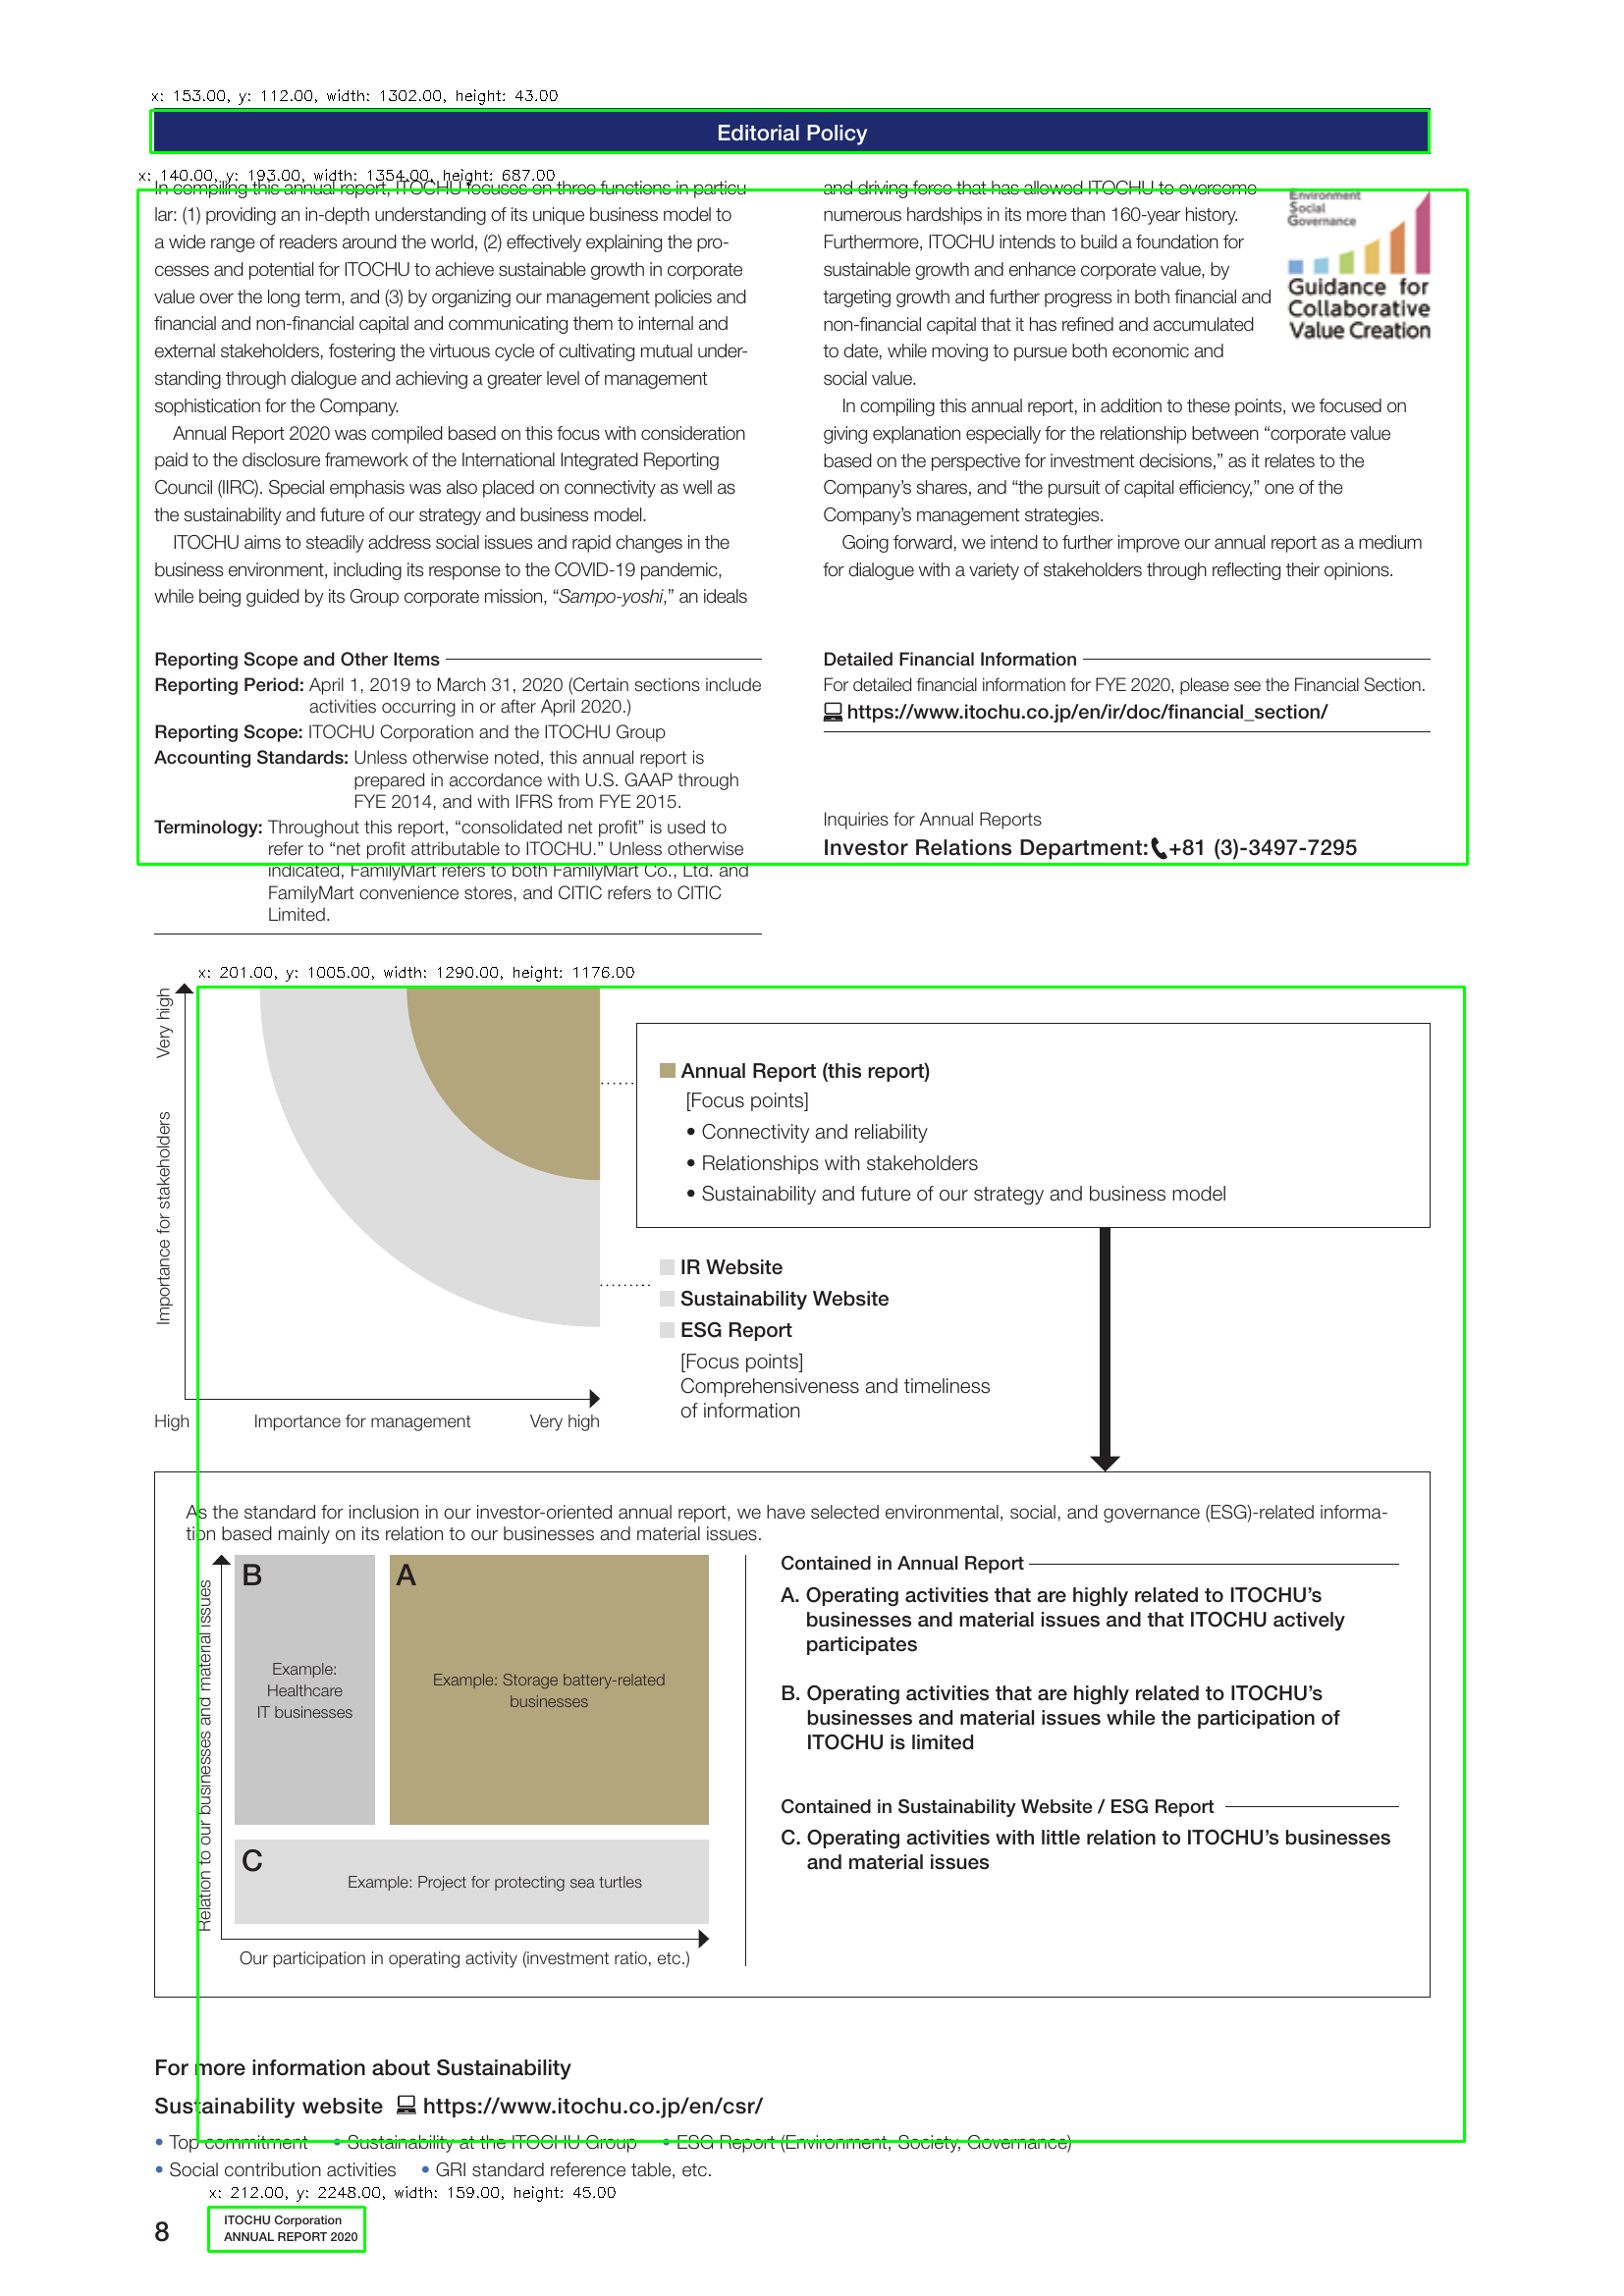 x: 153.00, y: 112.00, width: 1302.00, height: 43.00
Editorial Policy
x: 140.00, y: 193.00, width: 1354.00, height: 687.00
In compiling this annual report, ITOCHU focuses on three functions in particu
lar: (1) providing an in-depth understanding of its unique business model to
a wide range of readers around the world, (2) effectively explaining the pro-
cesses and potential for ITOCHU to achieve sustainable growth in corporate
value over the long term, and (3) by organizing our management policies and
financial and non-financial capital and communicating them to internal and
external stakeholders, fostering the virtuous cycle of cultivating mutual under-
standing through dialogue and achieving a greater level of management
sophistication for the Company.
Annual Report 2020 was compiled based on this focus with consideration
paid to the disclosure framework of the International Integrated Reporting
Council (IIRC). Special emphasis was also placed on connectivity as well as
the sustainability and future of our strategy and business model.
ITOCHU aims to steadily address social issues and rapid changes in the
business environment, including its response to the COVID-19 pandemic,
while being guided by its Group corporate mission, “Sampo-yoshi,” an ideals
and driving force that has allowed ITOCHU to overcome
numerous hardships in its more than 160-year history.
Furthermore, ITOCHU intends to build a foundation for
sustainable growth and enhance corporate value, by
targeting growth and further progress in both financial and
non-financial capital that it has refined and accumulated
to date, while moving to pursue both economic and
social value.
In compiling this annual report, in addition to these points, we focused on
giving explanation especially for the relationship between “corporate value
based on the perspective for investment decisions,” as it relates to the
Company’s shares, and “the pursuit of capital efficiency,” one of the
Company’s management strategies.
Going forward, we intend to further improve our annual report as a medium
for dialogue with a variety of stakeholders through reflecting their opinions.
Environment
Social
Governance
Guidance for
Collaborative
Value Creation
Reporting Scope and Other Items
Reporting Period: April 1, 2019 to March 31, 2020 (Certain sections include
activities occurring in or after April 2020.)
Reporting Scope: ITOCHU Corporation and the ITOCHU Group
Accounting Standards: Unless otherwise noted, this annual report is
prepared in accordance with U.S. GAAP through
FYE 2014, and with IFRS from FYE 2015.
Terminology: Throughout this report, “consolidated net profit” is used to
refer to “net profit attributable to ITOCHU.” Unless otherwise
indicated, FamilyMart refers to both FamilyMart Co., Ltd. and
FamilyMart convenience stores, and CITIC refers to CITIC
Limited.
Detailed Financial Information
For detailed financial information for FYE 2020, please see the Financial Section.
https://www.itochu.co.jp/en/ir/doc/financial_section/
Inquiries for Annual Reports
Investor Relations Department: +81 (3)-3497-7295
x: 201.00, y: 1005.00, width: 1290.00, height: 1176.00
Very high
Importance for stakeholders
High
Importance for management
Very high
Annual Report (this report)
[Focus points]
• Connectivity and reliability
• Relationships with stakeholders
• Sustainability and future of our strategy and business model
IR Website
Sustainability Website
ESG Report
[Focus points]
Comprehensiveness and timeliness
of information
As the standard for inclusion in our investor-oriented annual report, we have selected environmental, social, and governance (ESG)-related informa-
tion based mainly on its relation to our businesses and material issues.
Relation to our businesses and material issues
B
Example:
Healthcare
IT businesses
A
Example: Storage battery-related
businesses
C
Example: Project for protecting sea turtles
Our participation in operating activity (investment ratio, etc.)
Contained in Annual Report
A. Operating activities that are highly related to ITOCHU’s
businesses and material issues and that ITOCHU actively
participates
B. Operating activities that are highly related to ITOCHU’s
businesses and material issues while the participation of
ITOCHU is limited
Contained in Sustainability Website / ESG Report
C. Operating activities with little relation to ITOCHU’s businesses
and material issues
For more information about Sustainability
Sustainability website https://www.itochu.co.jp/en/csr/
• Top commitment • Sustainability at the ITOCHU Group • ESG Report (Environment, Society, Governance)
• Social contribution activities • GRI standard reference table, etc.
x: 212.00, y: 2248.00, width: 159.00, height: 45.00
8
ITOCHU Corporation
ANNUAL REPORT 2020